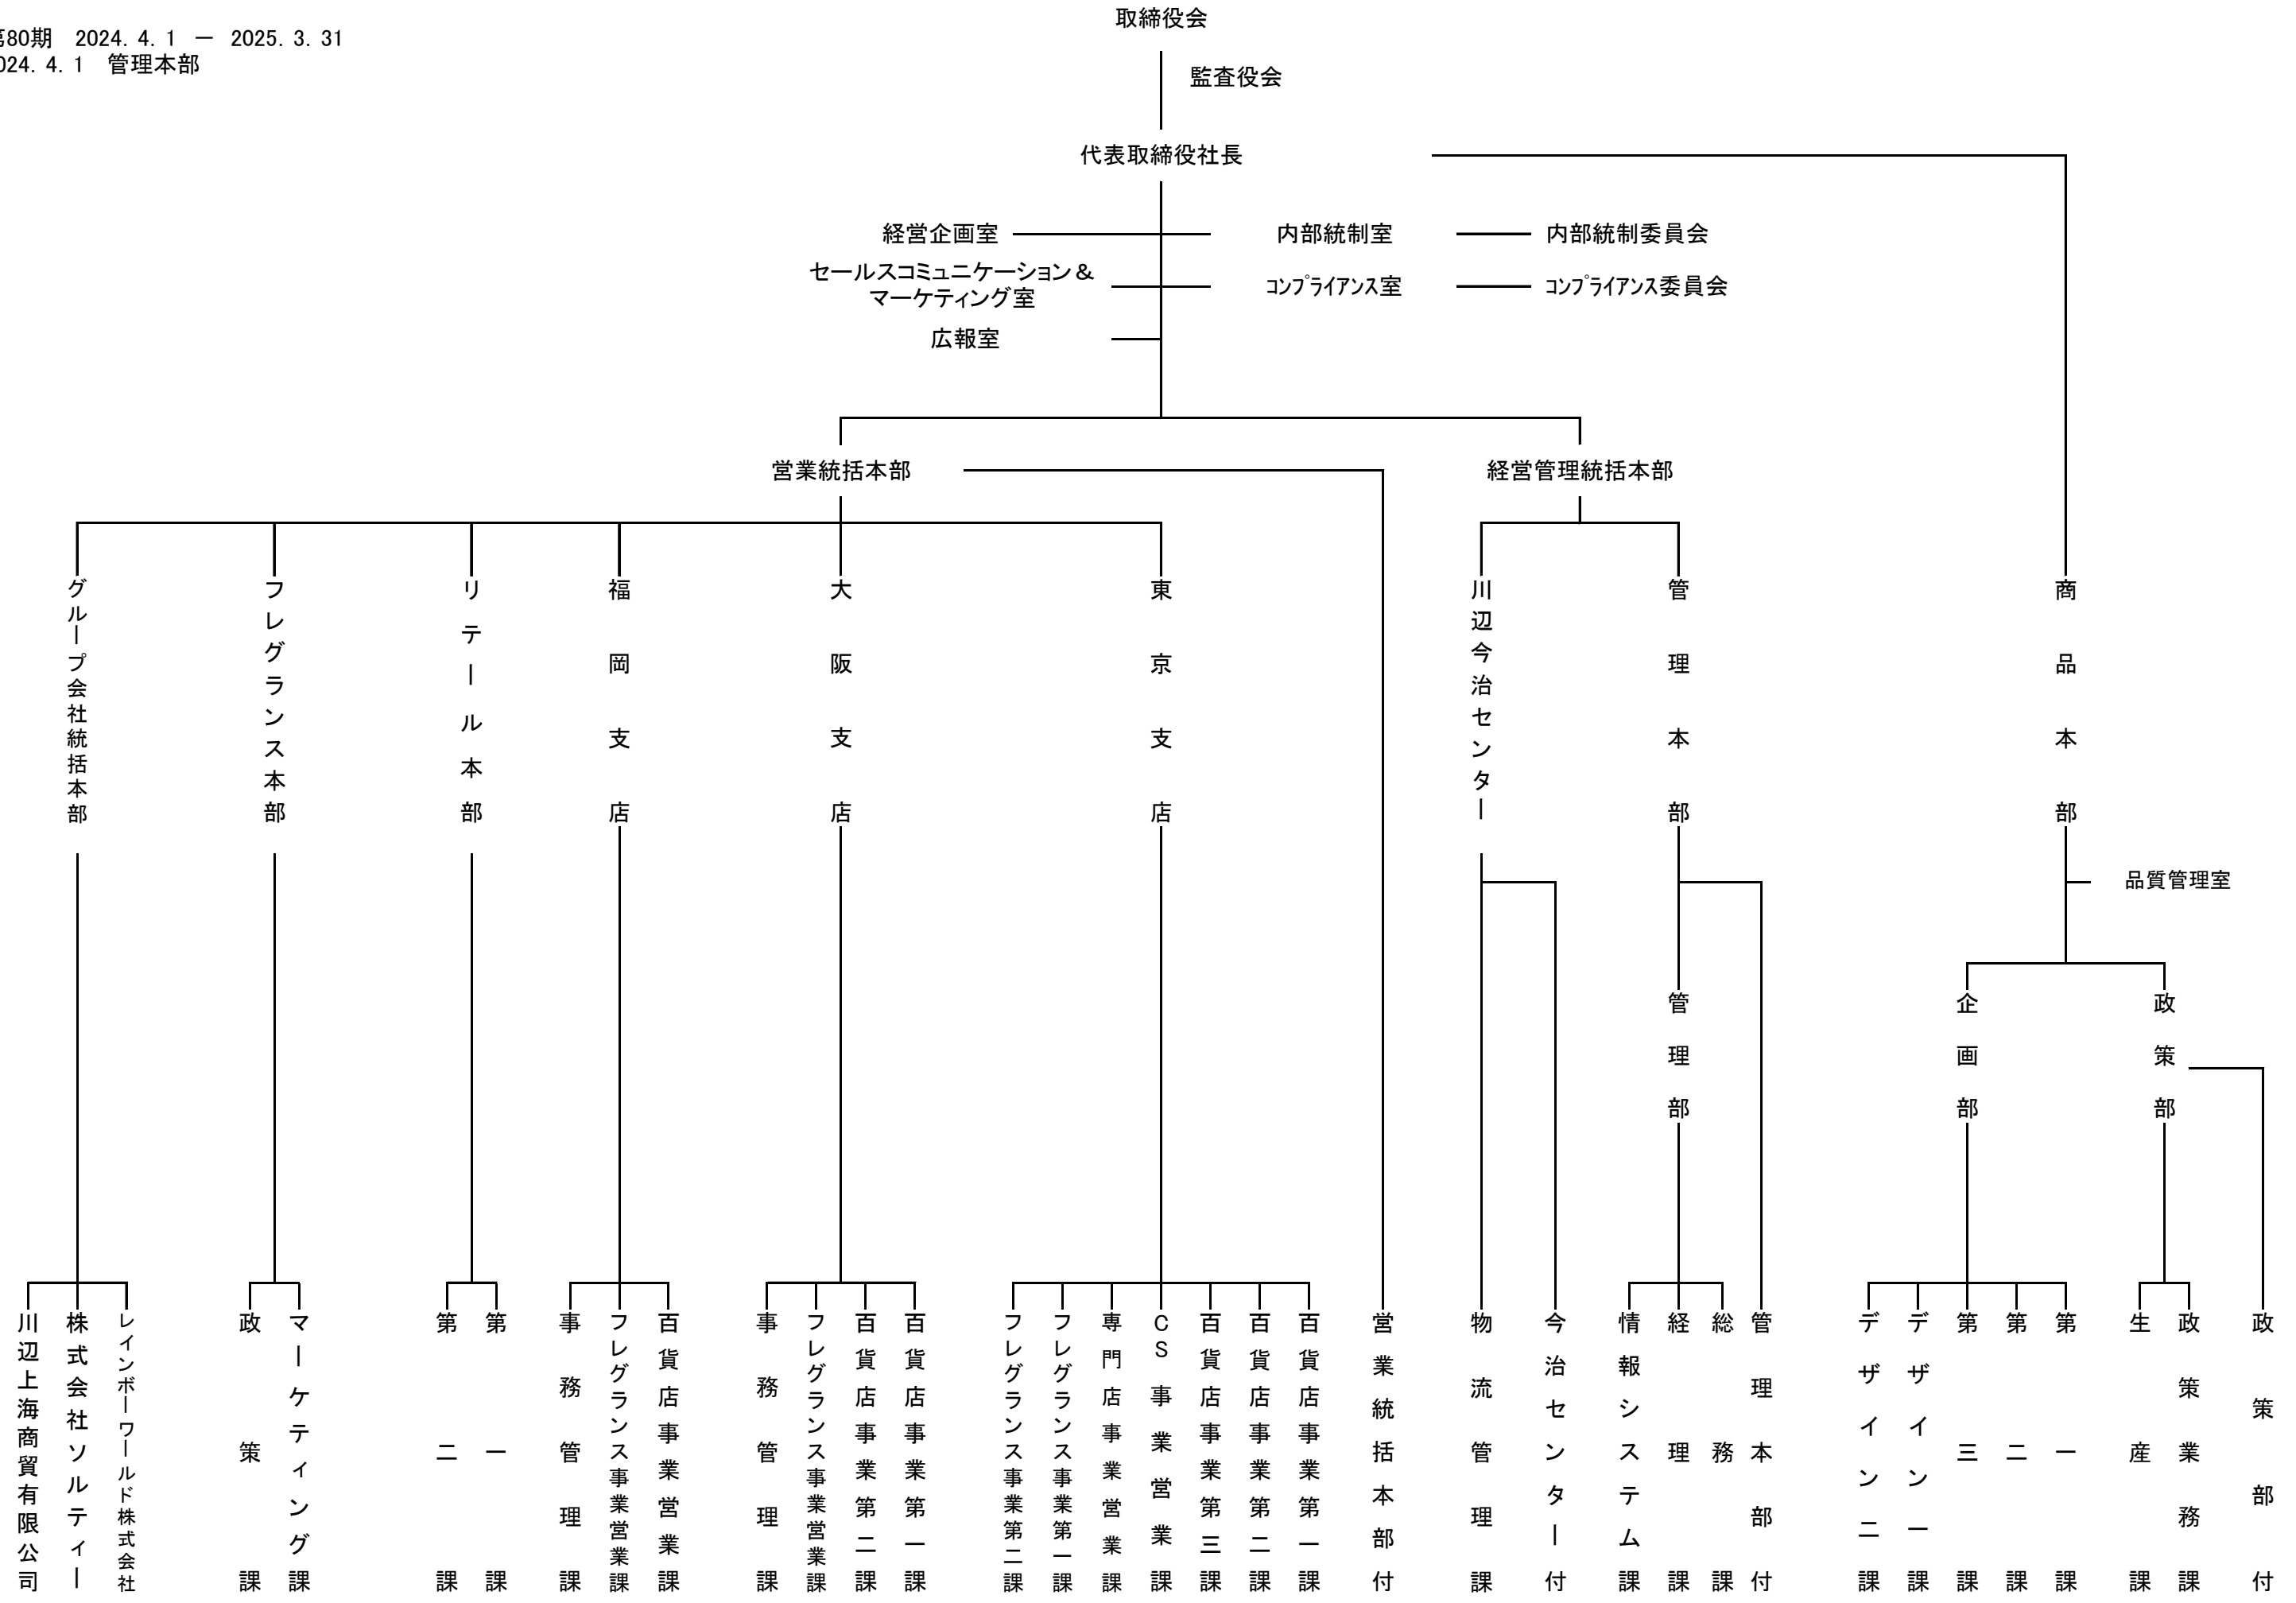 取締役会
第80期　2024. 4. 1　－　2025. 3. 31
2024. 4. 1　管理本部
監査役会
代表取締役社長
経営企画室
内部統制室
内部統制委員会
セールスコミュニケーション＆
マーケティング室
ｺﾝﾌﾟﾗｲｱﾝｽ室
ｺﾝﾌﾟﾗｲｱﾝｽ委員会
広報室
営業統括本部
経営管理統括本部
グループ会社統括本部
フレグランス本部
リテール本部
福岡支店
大阪支店
東京支店
川辺今治センター
管理本部
商品本部
品質管理室
管理部
企画部
政策部
川辺上海商貿有限公司
株式会社ソルティー
レインボーワールド株式会社
政策課
マーケティング課
第二課
第一課
事務管理課
フレグランス事業営業課
百貨店事業営業課
事務管理課
フレグランス事業営業課
百貨店事業第二課
百貨店事業第一課
フレグランス事業第二課
フレグランス事業第一課
専門店事業営業課
CS事業営業課
百貨店事業第三課
百貨店事業第二課
百貨店事業第一課
営業統括本部付
物流管理課
今治センター付
情報システム課
経理課
総務課
管理本部付
デザイン二課
デザイン一課
第三課
第二課
第一課
生産課
政策業務課
政策部付